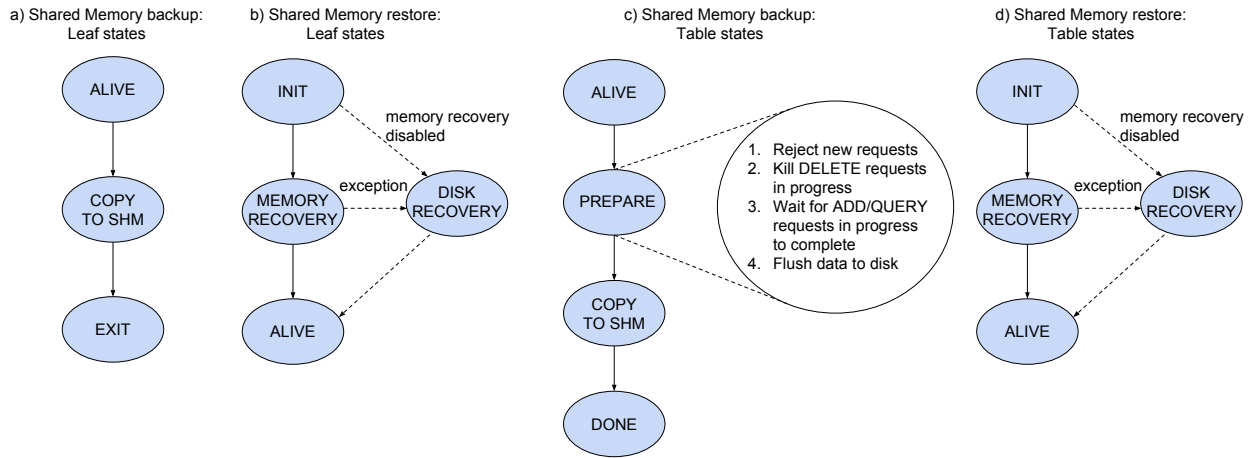 a) Shared Memory backup:
Leaf states
ALIVE
COPY
TO SHM
EXIT
b) Shared Memory restore:
Leaf states
INIT
memory recovery
disabled
MEMORY
RECOVERY
exception
DISK
RECOVERY
ALIVE
c) Shared Memory backup:
Table states
ALIVE
PREPARE
COPY
TO SHM
DONE
1. Reject new requests
2. Kill DELETE requests
in progress
3. Wait for ADD/QUERY
requests in progress
to complete
4. Flush data to disk
d) Shared Memory restore:
Table states
INIT
memory recovery
disabled
MEMORY
RECOVERY
exception
DISK
RECOVERY
ALIVE